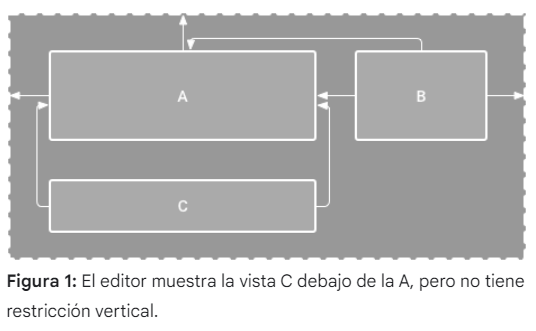 A
B
C
Figura 1: El editor muestra la vista C debajo de la A, pero no tiene
restricción vertical.